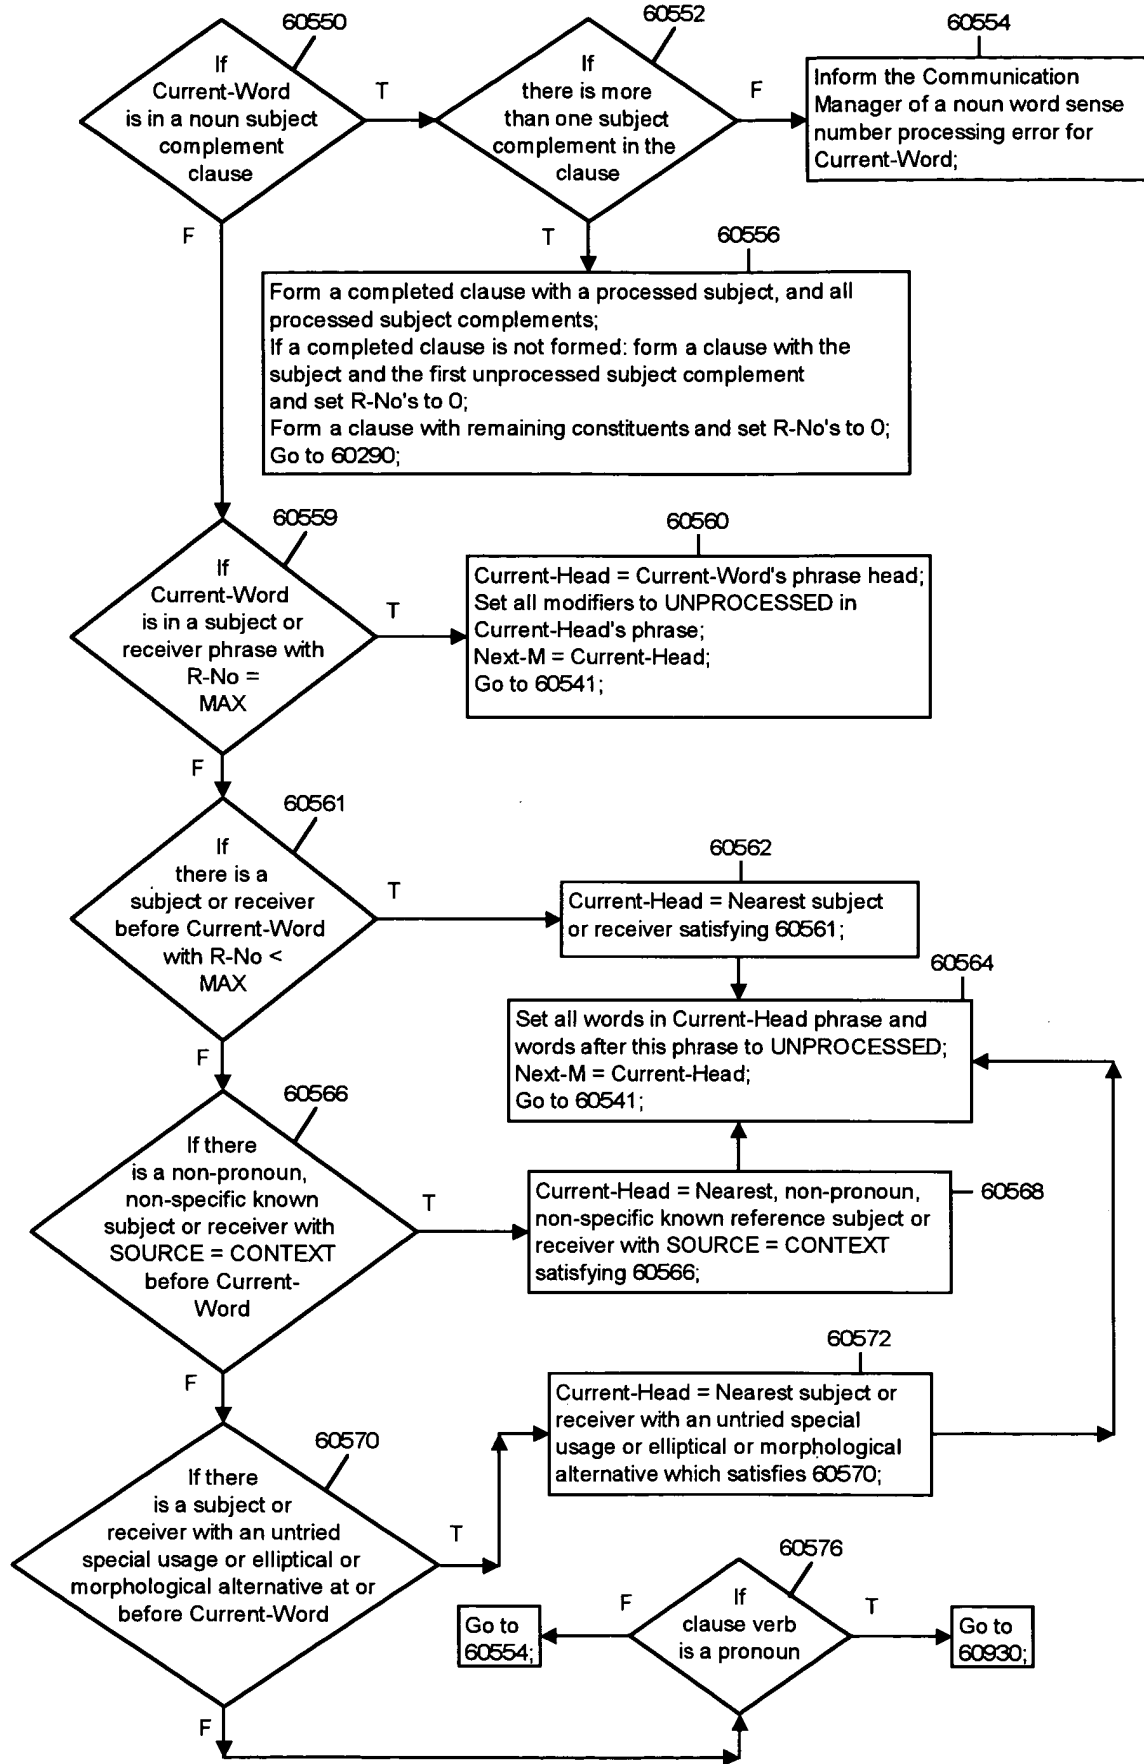 60550
If
Current-Word
is in a noun subject
complement
clause
T
F
60552
If
there is more
than one subject
complement in the
clause
F
T
60554
Inform the Communication
Manager of a noun word sense
number processing error for
Current-Word;
60556
Form a completed clause with a processed subject, and all
processed subject complements;
If a completed clause is not formed: form a clause with the
subject and the first unprocessed subject complement
and set R-No's to 0;
Form a clause with remaining constituents and set R-No's to 0;
Go to 60290;
60559
If
Current-Word
is in a subject or
receiver phrase with
R-No =
MAX
T
F
60560
Current-Head = Current-Word's phrase head;
Set all modifiers to UNPROCESSED in
Current-Head's phrase;
Next-M = Current-Head;
Go to 60541;
60561
If
there is a
subject or receiver
before Current-Word
with R-No <
MAX
T
F
60562
Current-Head = Nearest subject
or receiver satisfying 60561;
60564
Set all words in Current-Head phrase and
words after this phrase to UNPROCESSED;
Next-M = Current-Head;
Go to 60541;
60566
If there
is a non-pronoun,
non-specific known
subject or receiver with
SOURCE = CONTEXT
before Current-
Word
T
F
60568
Current-Head = Nearest, non-pronoun,
non-specific known reference subject or
receiver with SOURCE = CONTEXT
satisfying 60566;
60570
If there
is a subject or
receiver with an untried
special usage or elliptical or
morphological alternative at or
before Current-Word
T
F
60572
Current-Head = Nearest subject or
receiver with an untried special
usage or elliptical or morphological
alternative which satisfies 60570;
60576
If
clause verb
is a pronoun
F
T
Go to
60554;
Go to
60930;